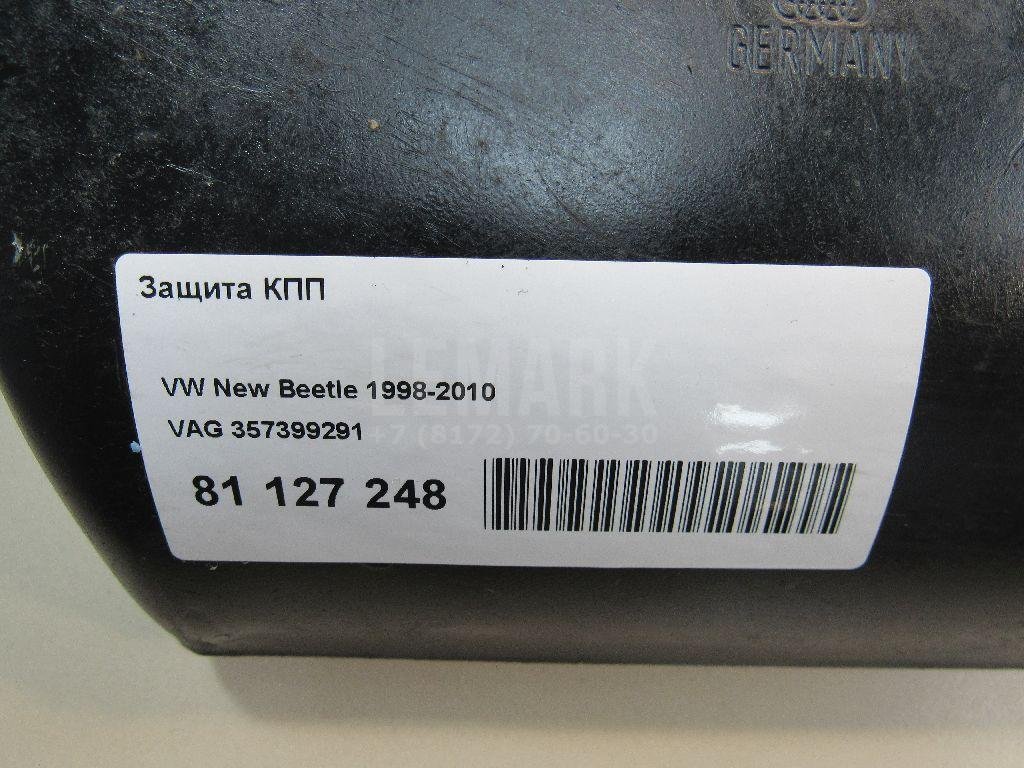 GERMANY
Защита КПП
LEMARK
VW New Beetle 1998-2010
VAG 357399291
+7 (8172) 70-60-30
81 127 248